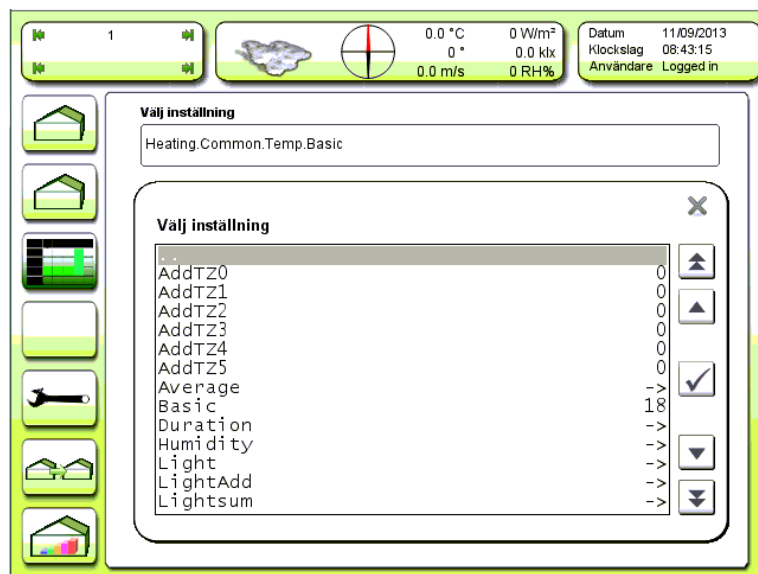 1
0.0 °C 0 W/m²
0 ° 0.0 klx
0.0 m/s 0 RH%
Datum 11/09/2013
Klockslag 08:43:15
Användare Logged in
Välj inställning
Heating.Common.Temp.Basic
Välj inställning
..
AddTZ0 0
AddTZ1 0
AddTZ2 0
AddTZ3 0
AddTZ4 0
AddTZ5 0
Average ->
Basic 18
Duration ->
Humidity ->
Light ->
LightAdd ->
Lightsum ->